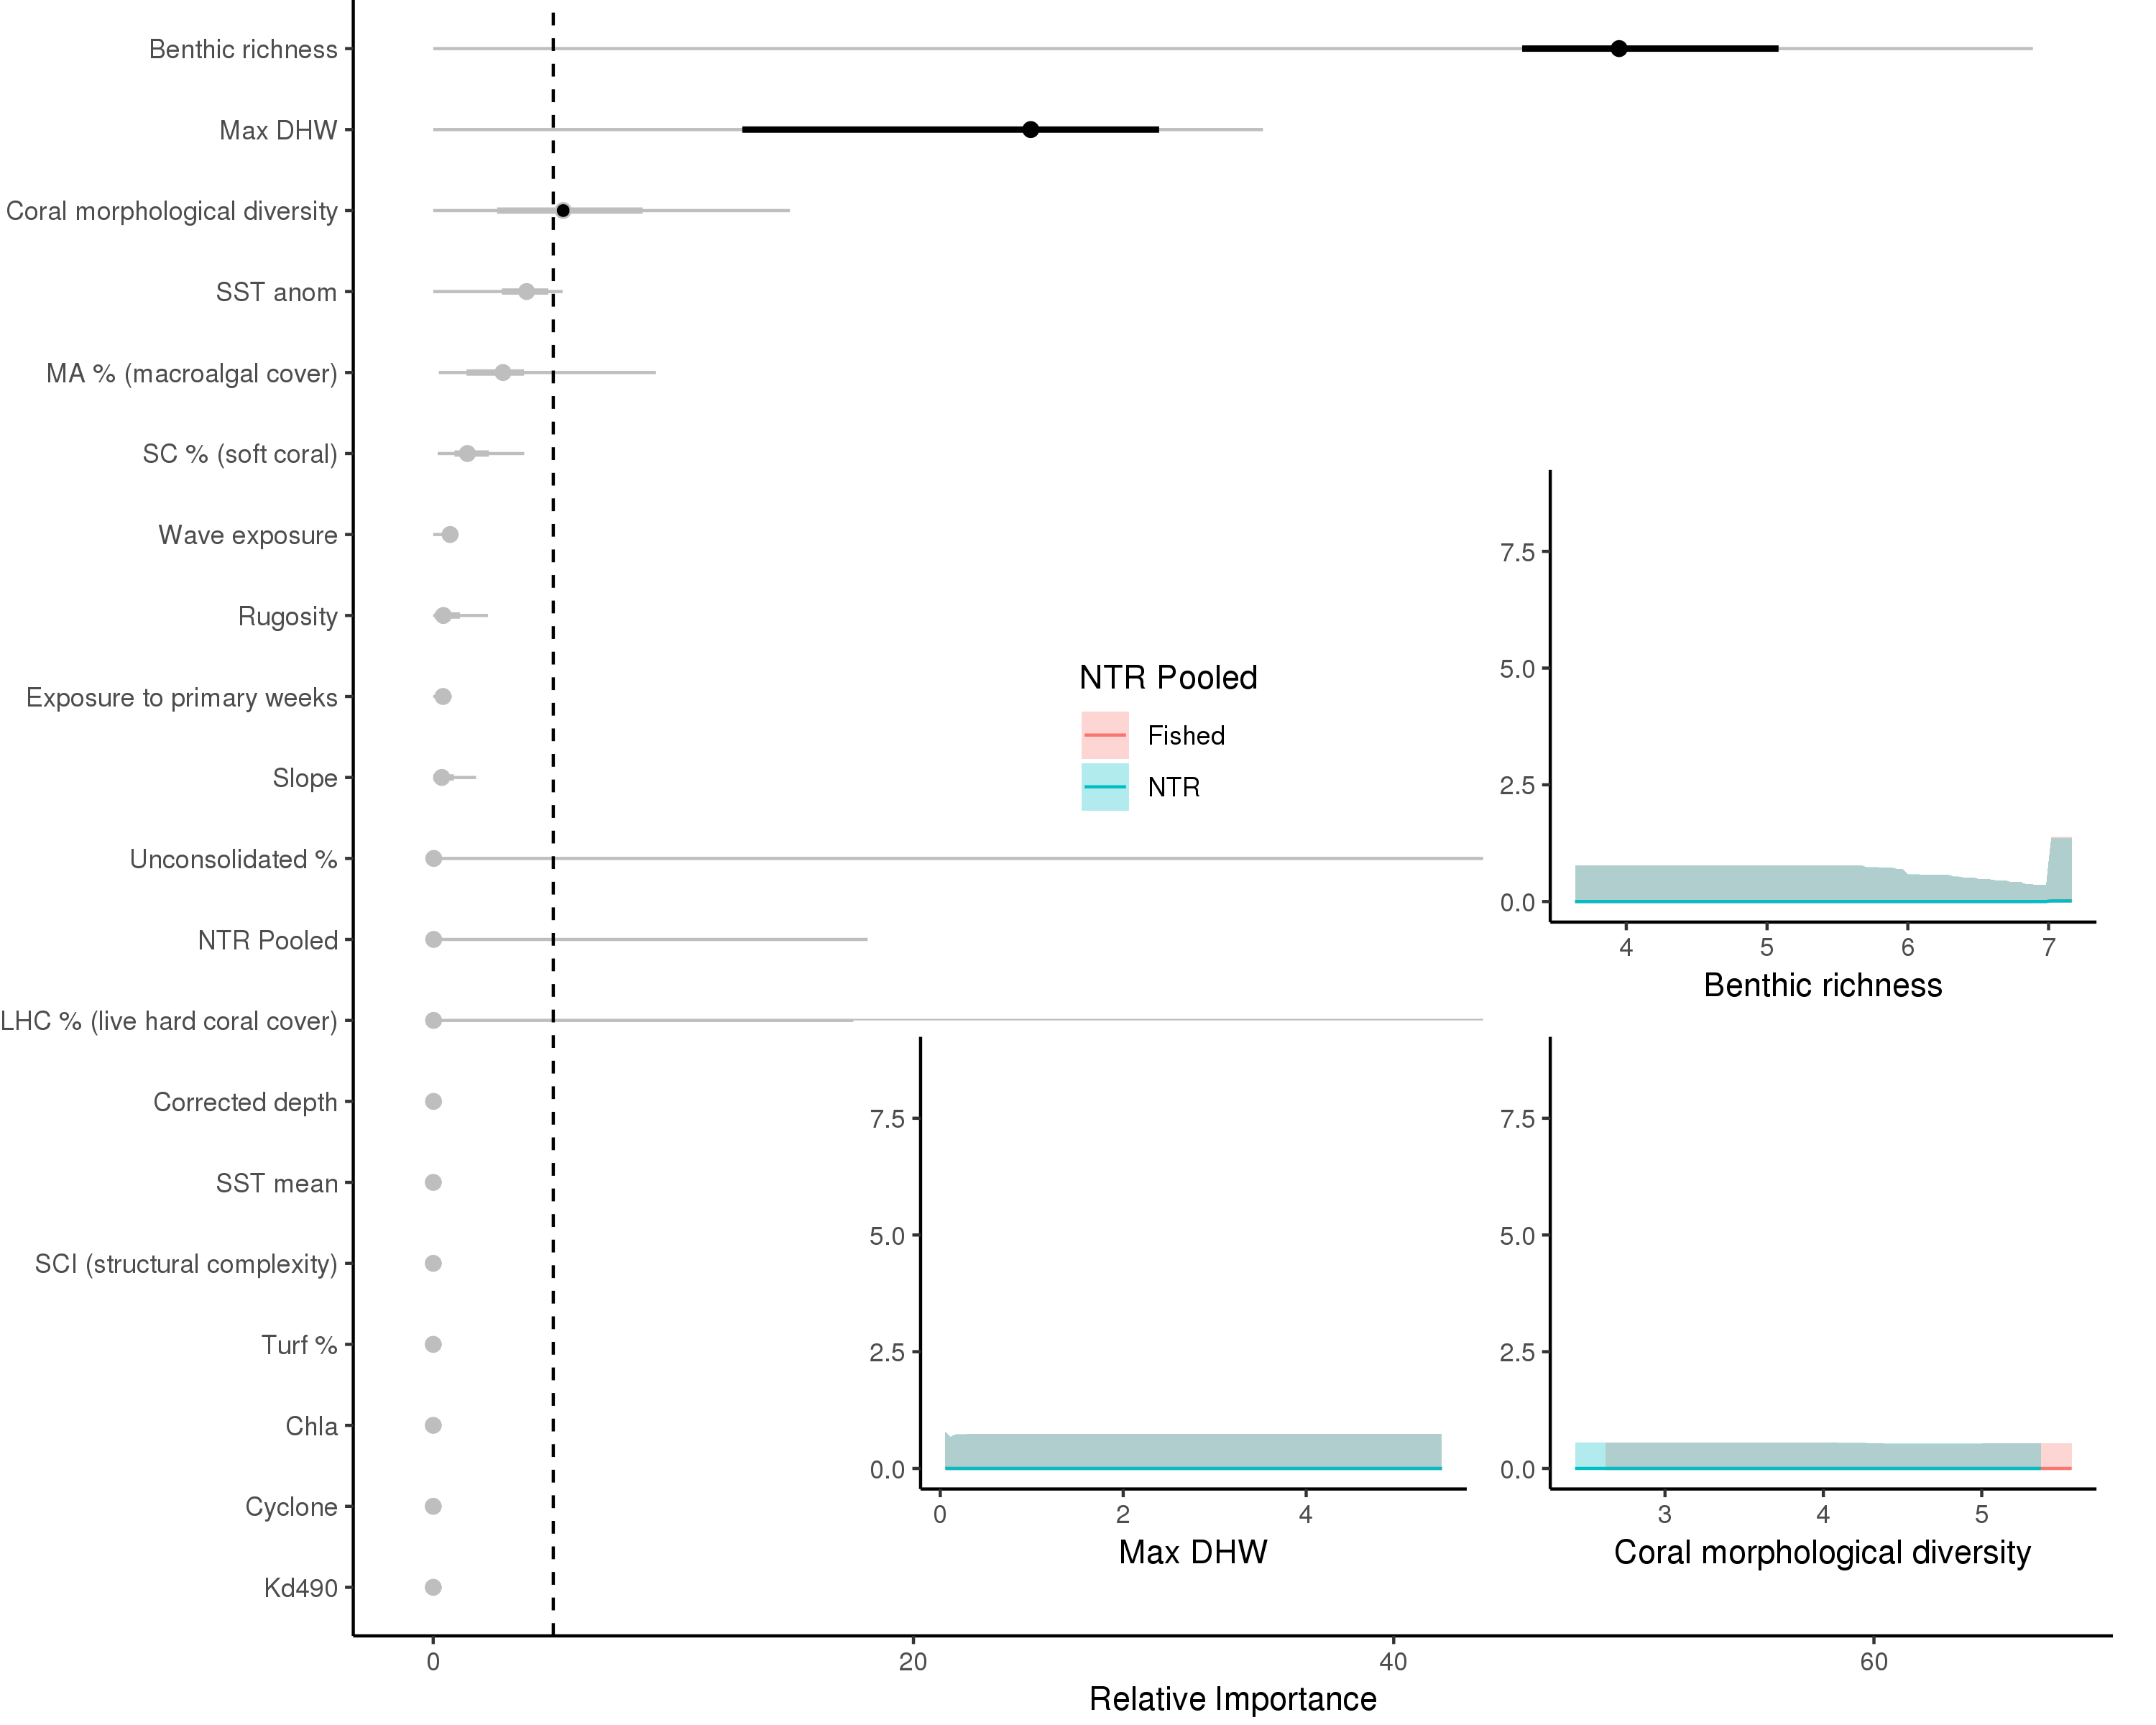 Benthic richness
Max DHW
Coral morphological diversity
SST anom
MA % (macroalgal cover)
SC % (soft coral)
Wave exposure
Rugosity
Exposure to primary weeks
Slope
Unconsolidated %
NTR Pooled
LHC % (live hard coral cover)
Corrected depth
SST mean
SCI (structural complexity)
Turf %
Chla
Cyclone
Kd490
0 20 40 60
Relative Importance
NTR Pooled
Fished
NTR
7.5
5.0
2.5
0.0
4 5 6 7
Benthic richness
7.5
5.0
2.5
0.0
0 2 4
Max DHW
7.5
5.0
2.5
0.0
3 4 5
Coral morphological diversity